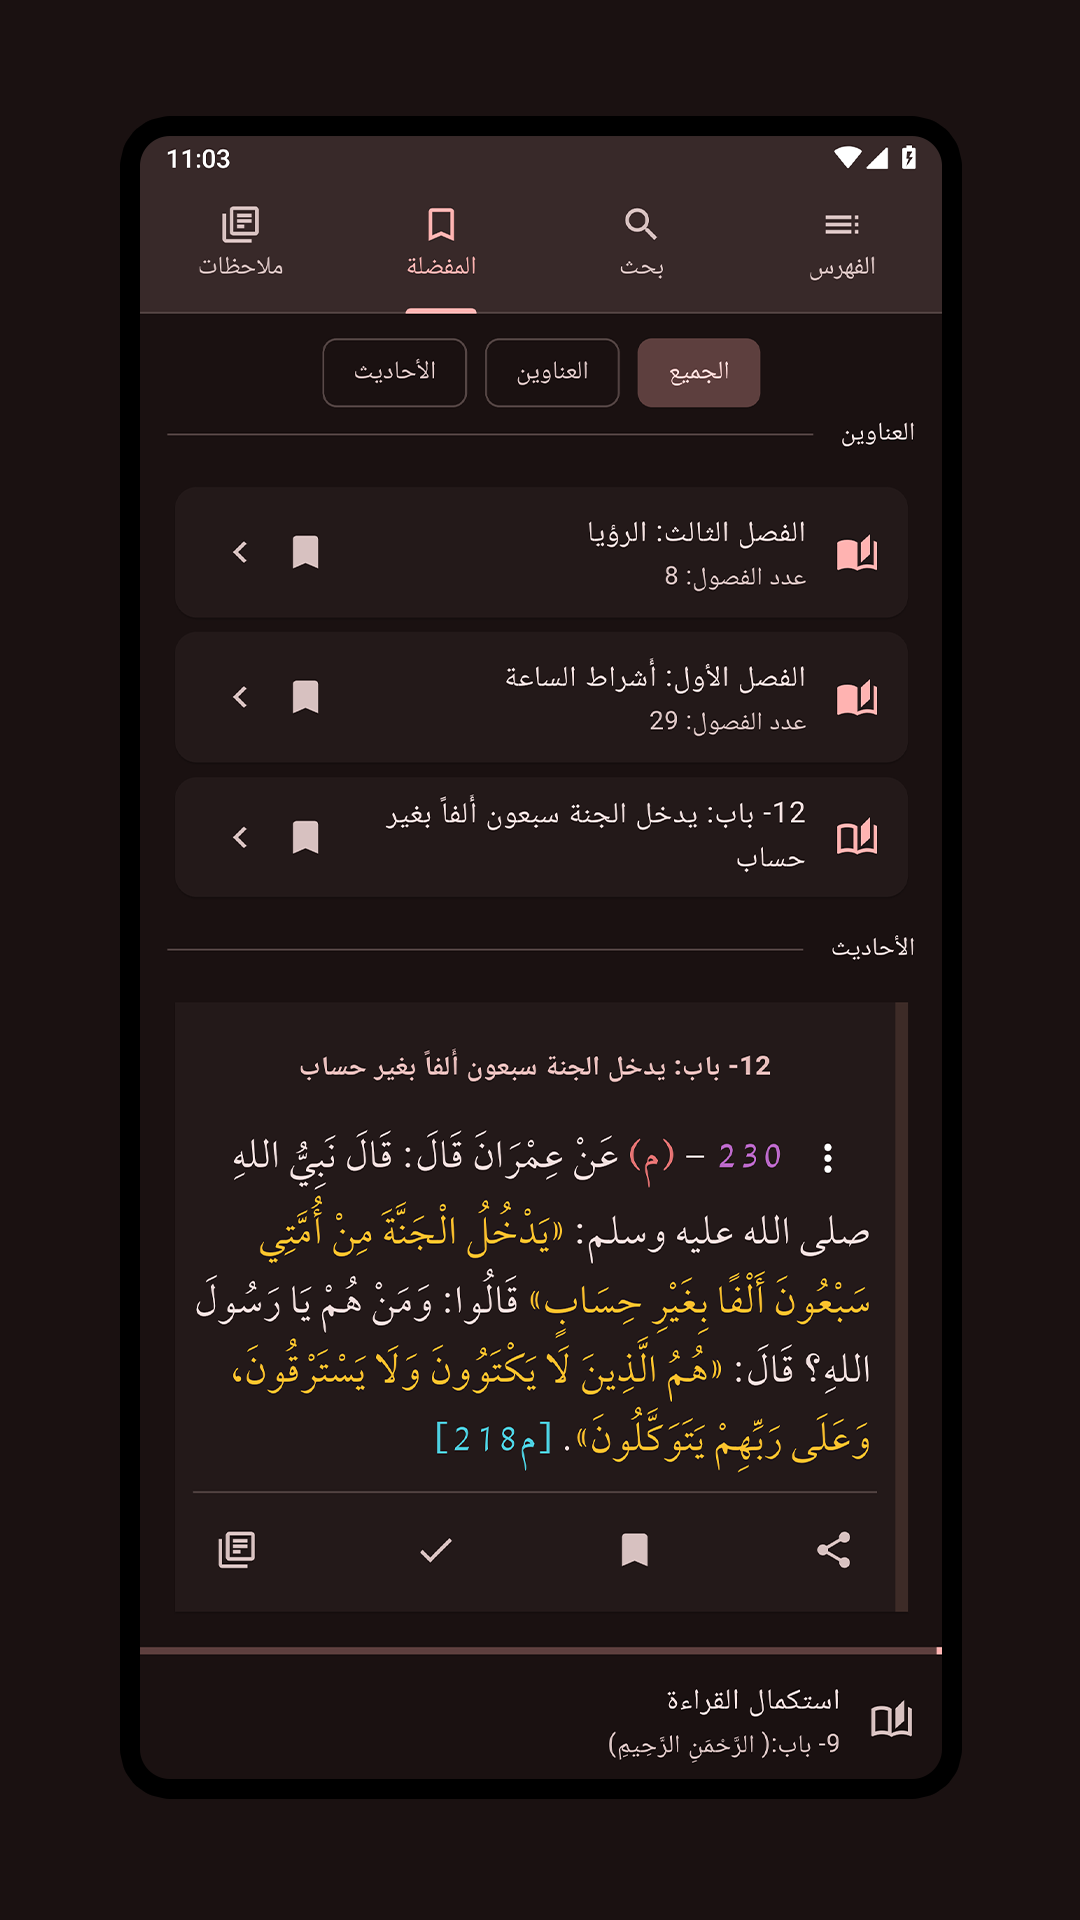 11:03
الفهرس
بحث
المفضلة
ملاحظات
الجميع
العناوين
الأحاديث
العناوين
الفصل الثالث: الرؤيا
عدد الفصول: 8
الفصل الأول: أشراط الساعة
عدد الفصول: 29
12- باب: يدخل الجنة سبعون ألفاً بغير
حساب
الأحاديث
12- باب: يدخل الجنة سبعون ألفاً بغير حساب
230 – (م) عَنْ عِمْرَانَ قَالَ: قَالَ نَبِيُّ اللهِ
صلى الله عليه وسلم: «يَدْخُلُ الْجَنَّةَ مِنْ أُمَّتِي
سَبْعُونَ أَلْفًا بِغَيْرِ حِسَابٍ» قَالُوا: وَمَنْ هُمْ يَا رَسُولَ
اللهِ؟ قَالَ: «هُمُ الَّذِينَ لَا يَكْتَوُونَ وَلَا يَسْتَرْقُونَ،
وَعَلَى رَبِّهِمْ يَتَوَكَّلُونَ». [م218]
استكمال القراءة
9- باب:( الرَّحْمَنِ الرَّحِيمِ)